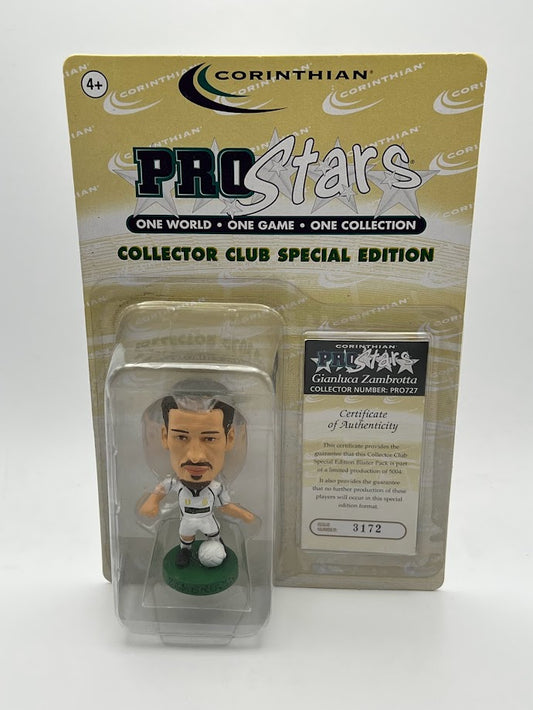 4+
CORINTHIAN
PROStars
ONE WORLD • ONE GAME • ONE COLLECTION
COLLECTOR CLUB SPECIAL EDITION
CORINTHIAN
PROStars
Gianluca Zambrotta
COLLECTOR NUMBER: PRO727
Certificate
of Authenticity
This certificate provides the
guarantee that this Collector Club
Special Edition Blister Pack is part
of a limited production of 5004.
It also provides the guarantee
that no further production of these
players will occur in this special
edition format.
ISSUE
NUMBER: 3172